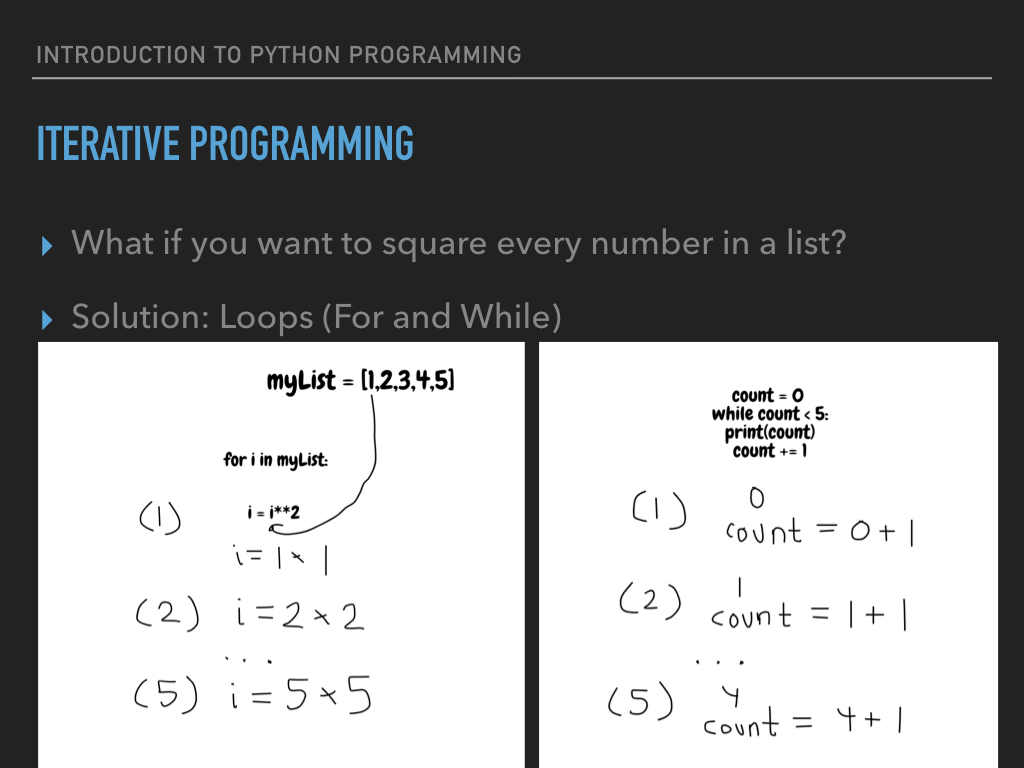 INTRODUCTION TO PYTHON PROGRAMMING
ITERATIVE PROGRAMMING
What if you want to square every number in a list?
Solution: Loops (For and While)
myList = [1,2,3,4,5]
for i in myList:
(1) i = i**2
i = 1 × 1
(2) i = 2 × 2
...
(5) i = 5 × 5
count = 0
while count < 5:
print(count)
count += 1
(1) 0
count = 0 + 1
(2) 1
count = 1 + 1
...
(5) 4
count = 4 + 1